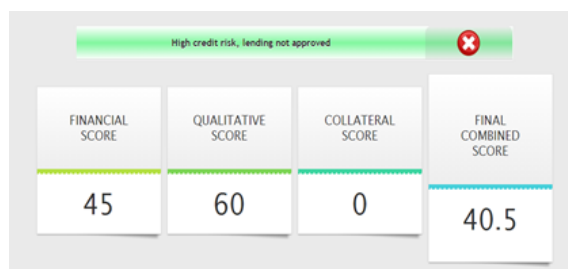 High credit risk, lending not approved
FINANCIAL
SCORE
45
QUALITATIVE
SCORE
60
COLLATERAL
SCORE
0
FINAL
COMBINED
SCORE
40.5